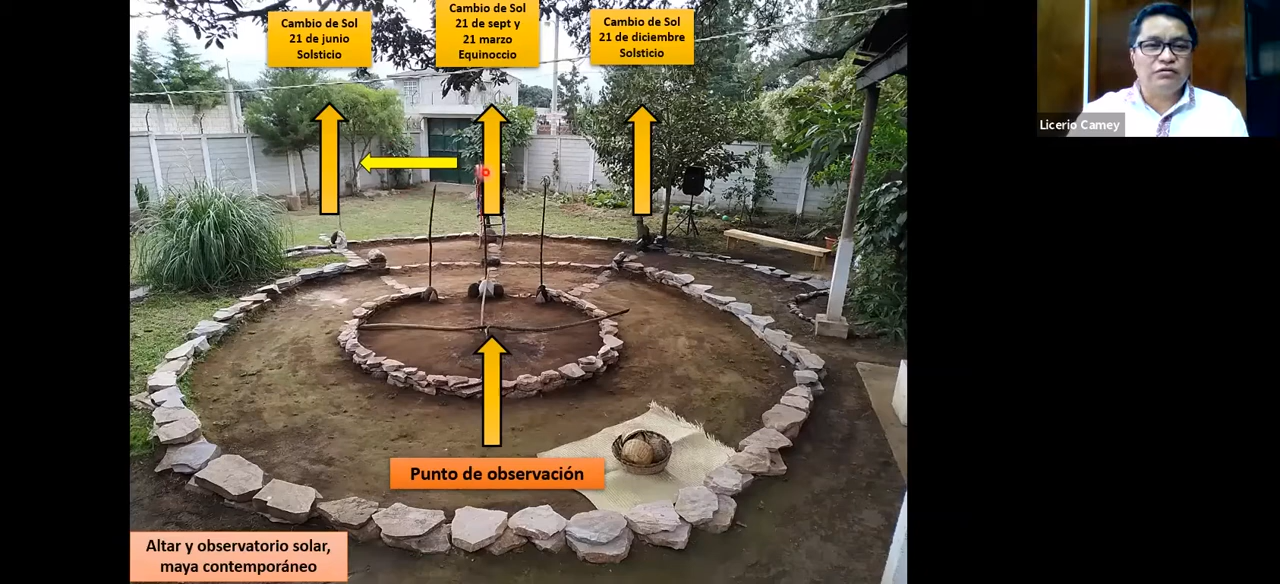 Cambio de Sol
21 de junio
Solsticio
Cambio de Sol
21 de sept y
21 marzo
Equinoccio
Cambio de Sol
21 de diciembre
Solsticio
Licerio Camey
Punto de observación
Altar y observatorio solar,
maya contemporáneo